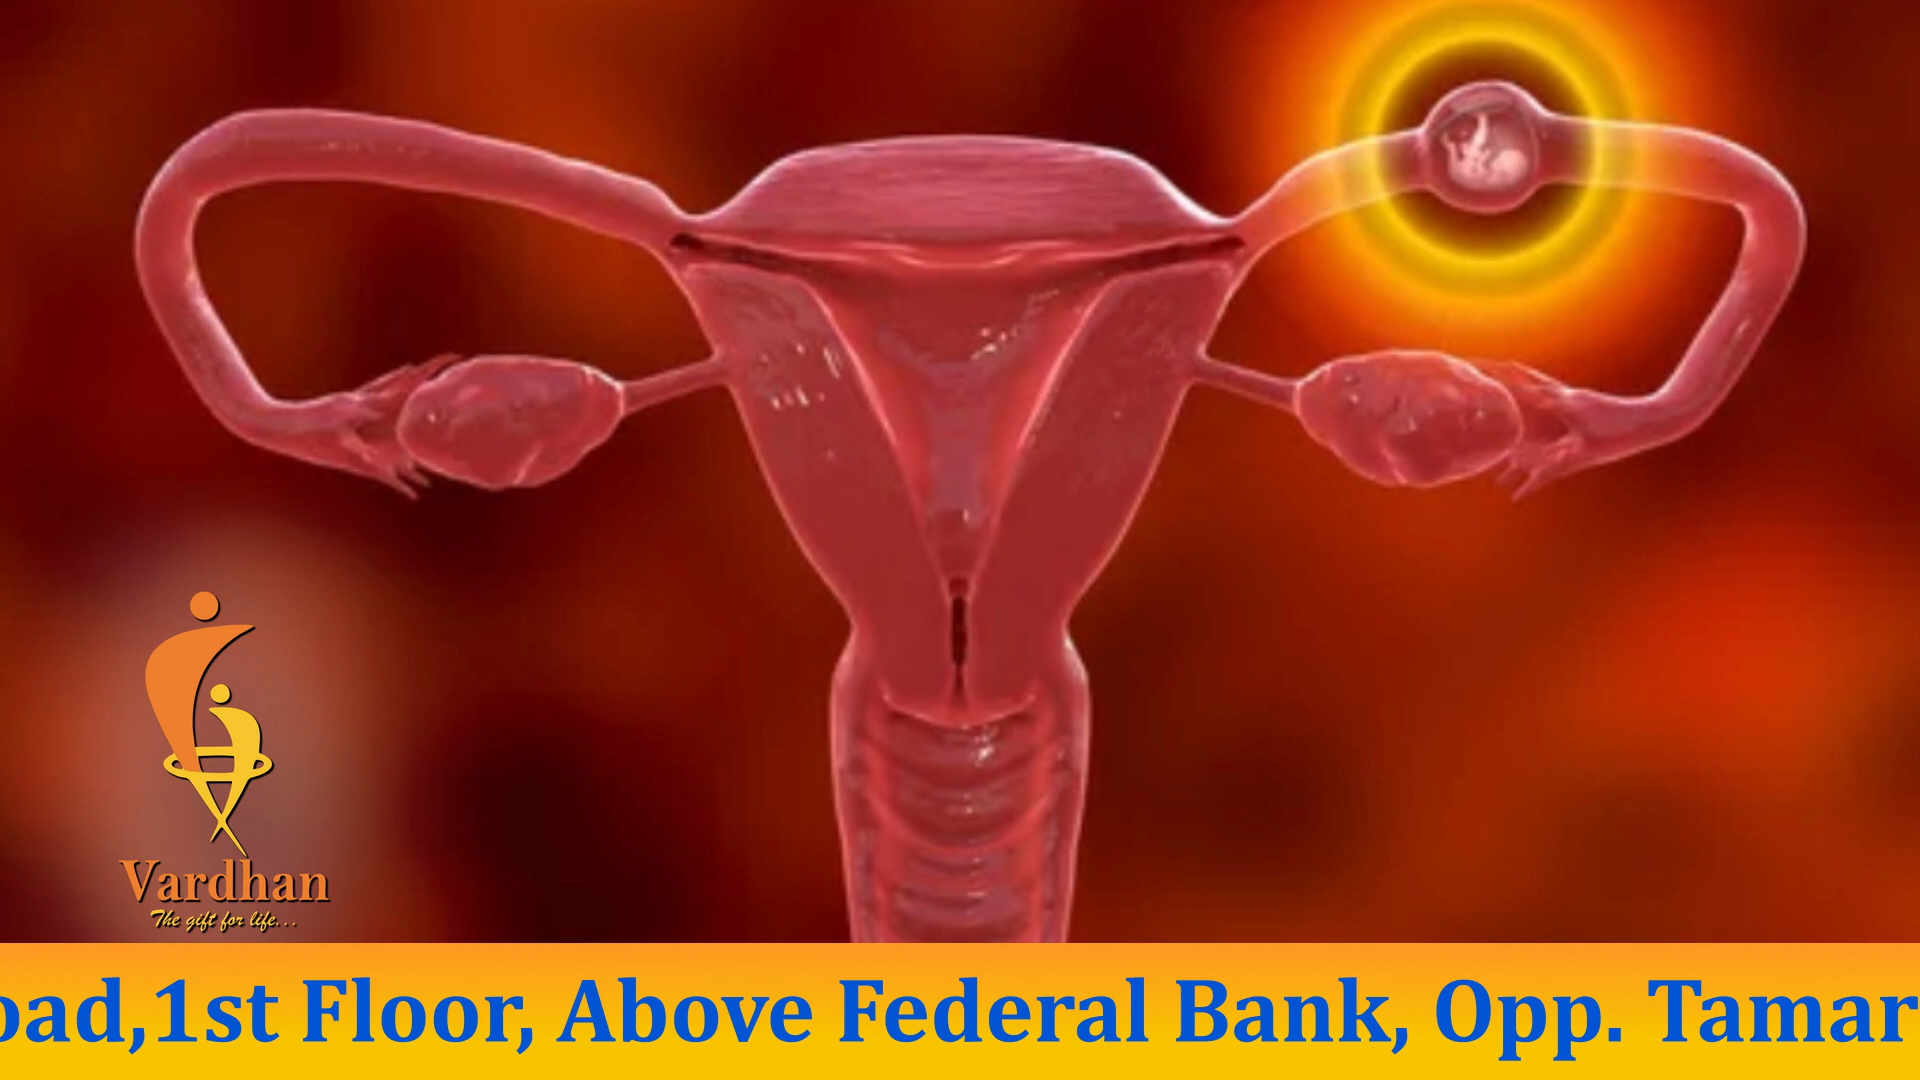 Vardhan
The gift for life...
oad,1st Floor, Above Federal Bank, Opp. Tamar